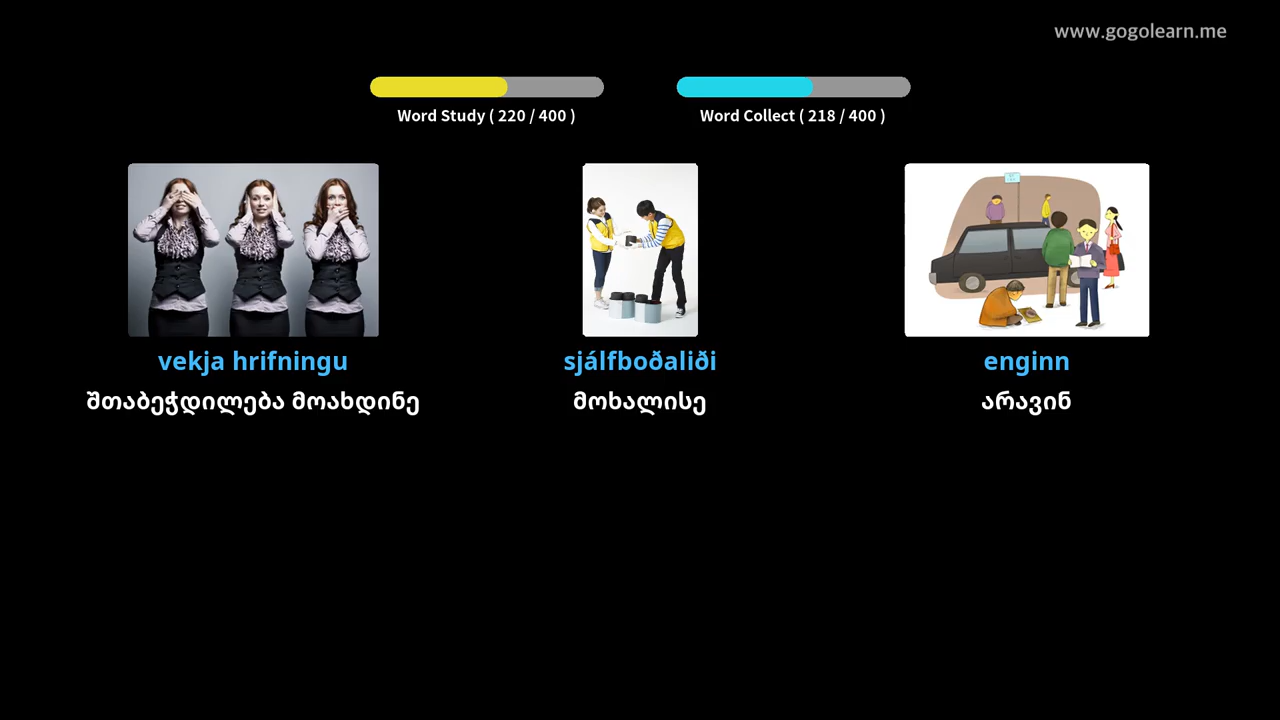 www.gogolearn.me
Word Study ( 220 / 400 )
Word Collect ( 218 / 400 )
vekja hrifningu
შთაბეჭდილება მოახდინე
sjálfboðaliði
მოხალისე
enginn
არავინ